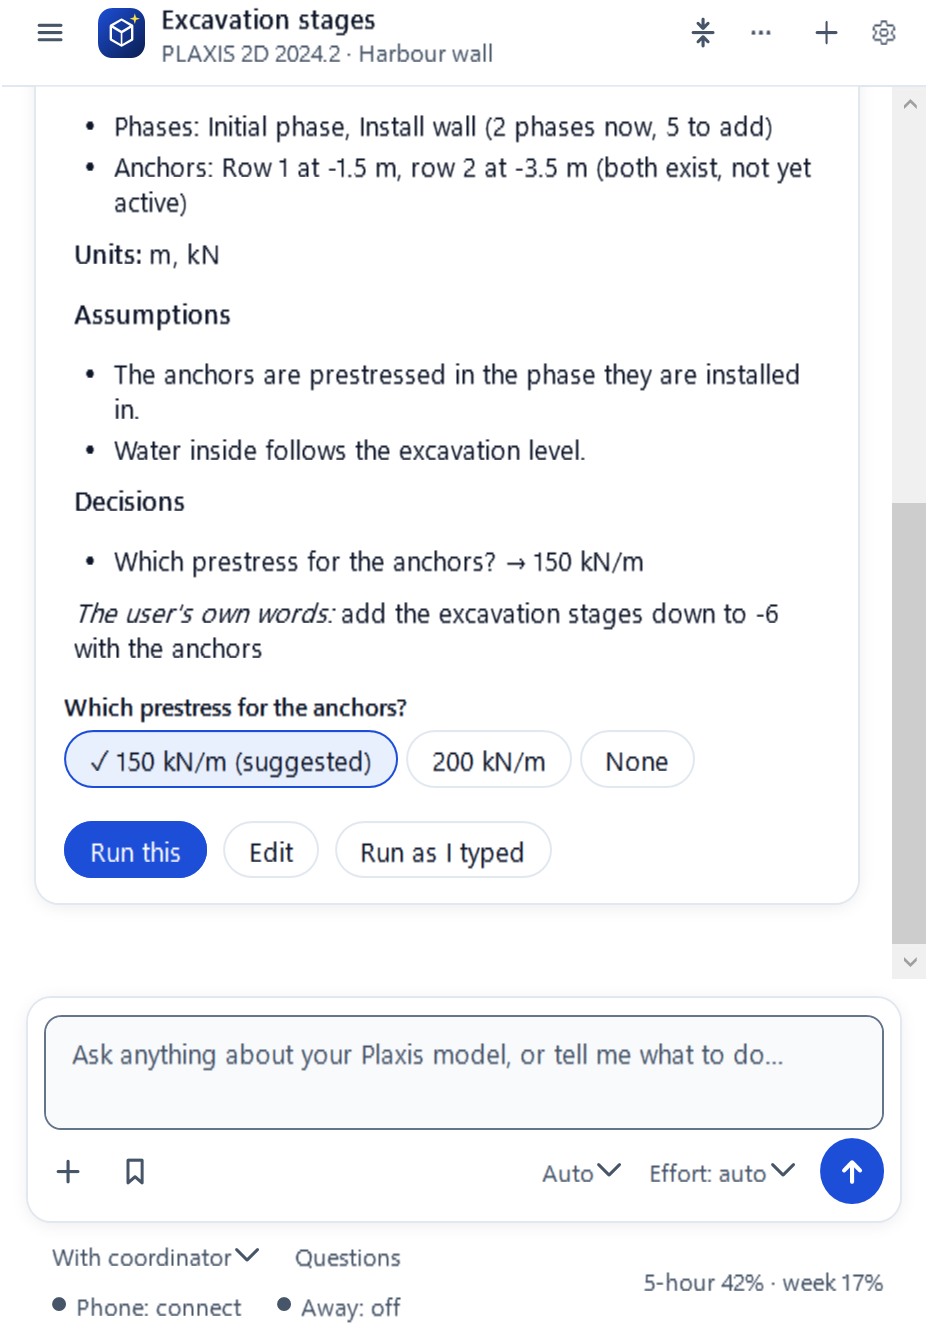 Excavation stages
PLAXIS 2D 2024.2 · Harbour wall
• Phases: Initial phase, Install wall (2 phases now, 5 to add)
• Anchors: Row 1 at -1.5 m, row 2 at -3.5 m (both exist, not yet
active)
Units: m, kN
Assumptions
• The anchors are prestressed in the phase they are installed
in.
• Water inside follows the excavation level.
Decisions
• Which prestress for the anchors? → 150 kN/m
The user's own words: add the excavation stages down to -6
with the anchors
Which prestress for the anchors?
✓ 150 kN/m (suggested) 200 kN/m None
Run this Edit Run as I typed
Ask anything about your Plaxis model, or tell me what to do...
Auto Effort: auto
With coordinator Questions
5-hour 42% · week 17%
Phone: connect Away: off